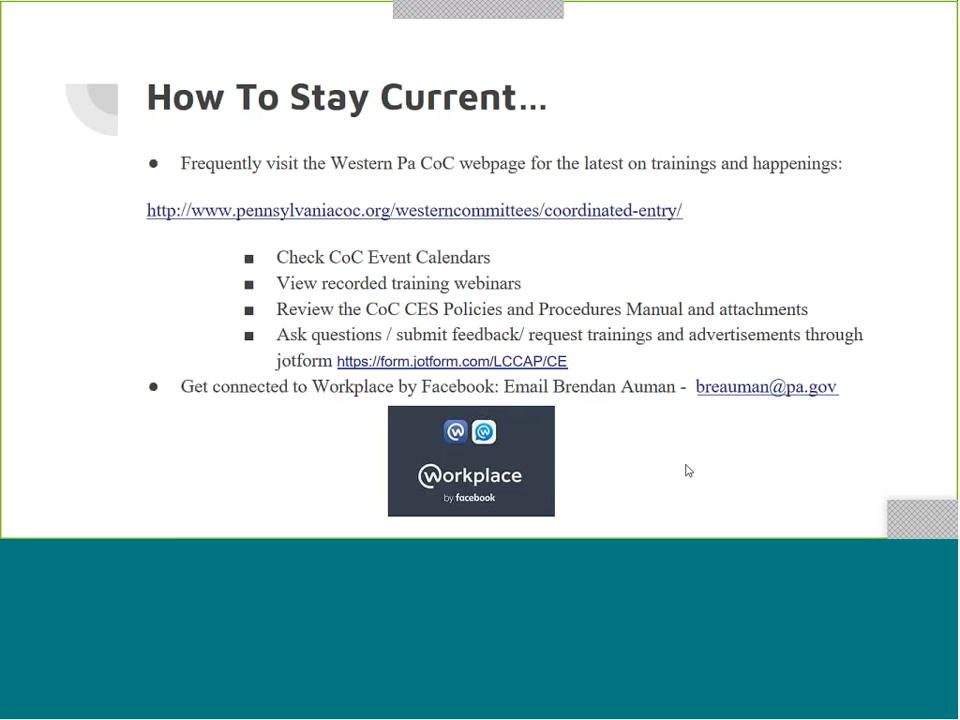 How To Stay Current...
● Frequently visit the Western Pa CoC webpage for the latest on trainings and happenings:
http://www.pennsylvaniacoc.org/westerncommittees/coordinated-entry/
■ Check CoC Event Calendars
■ View recorded training webinars
■ Review the CoC CES Policies and Procedures Manual and attachments
■ Ask questions / submit feedback/ request trainings and advertisements through
jotform https://form.jotform.com/LCCAP/CE
● Get connected to Workplace by Facebook: Email Brendan Auman - breauman@pa.gov
Workplace
by facebook